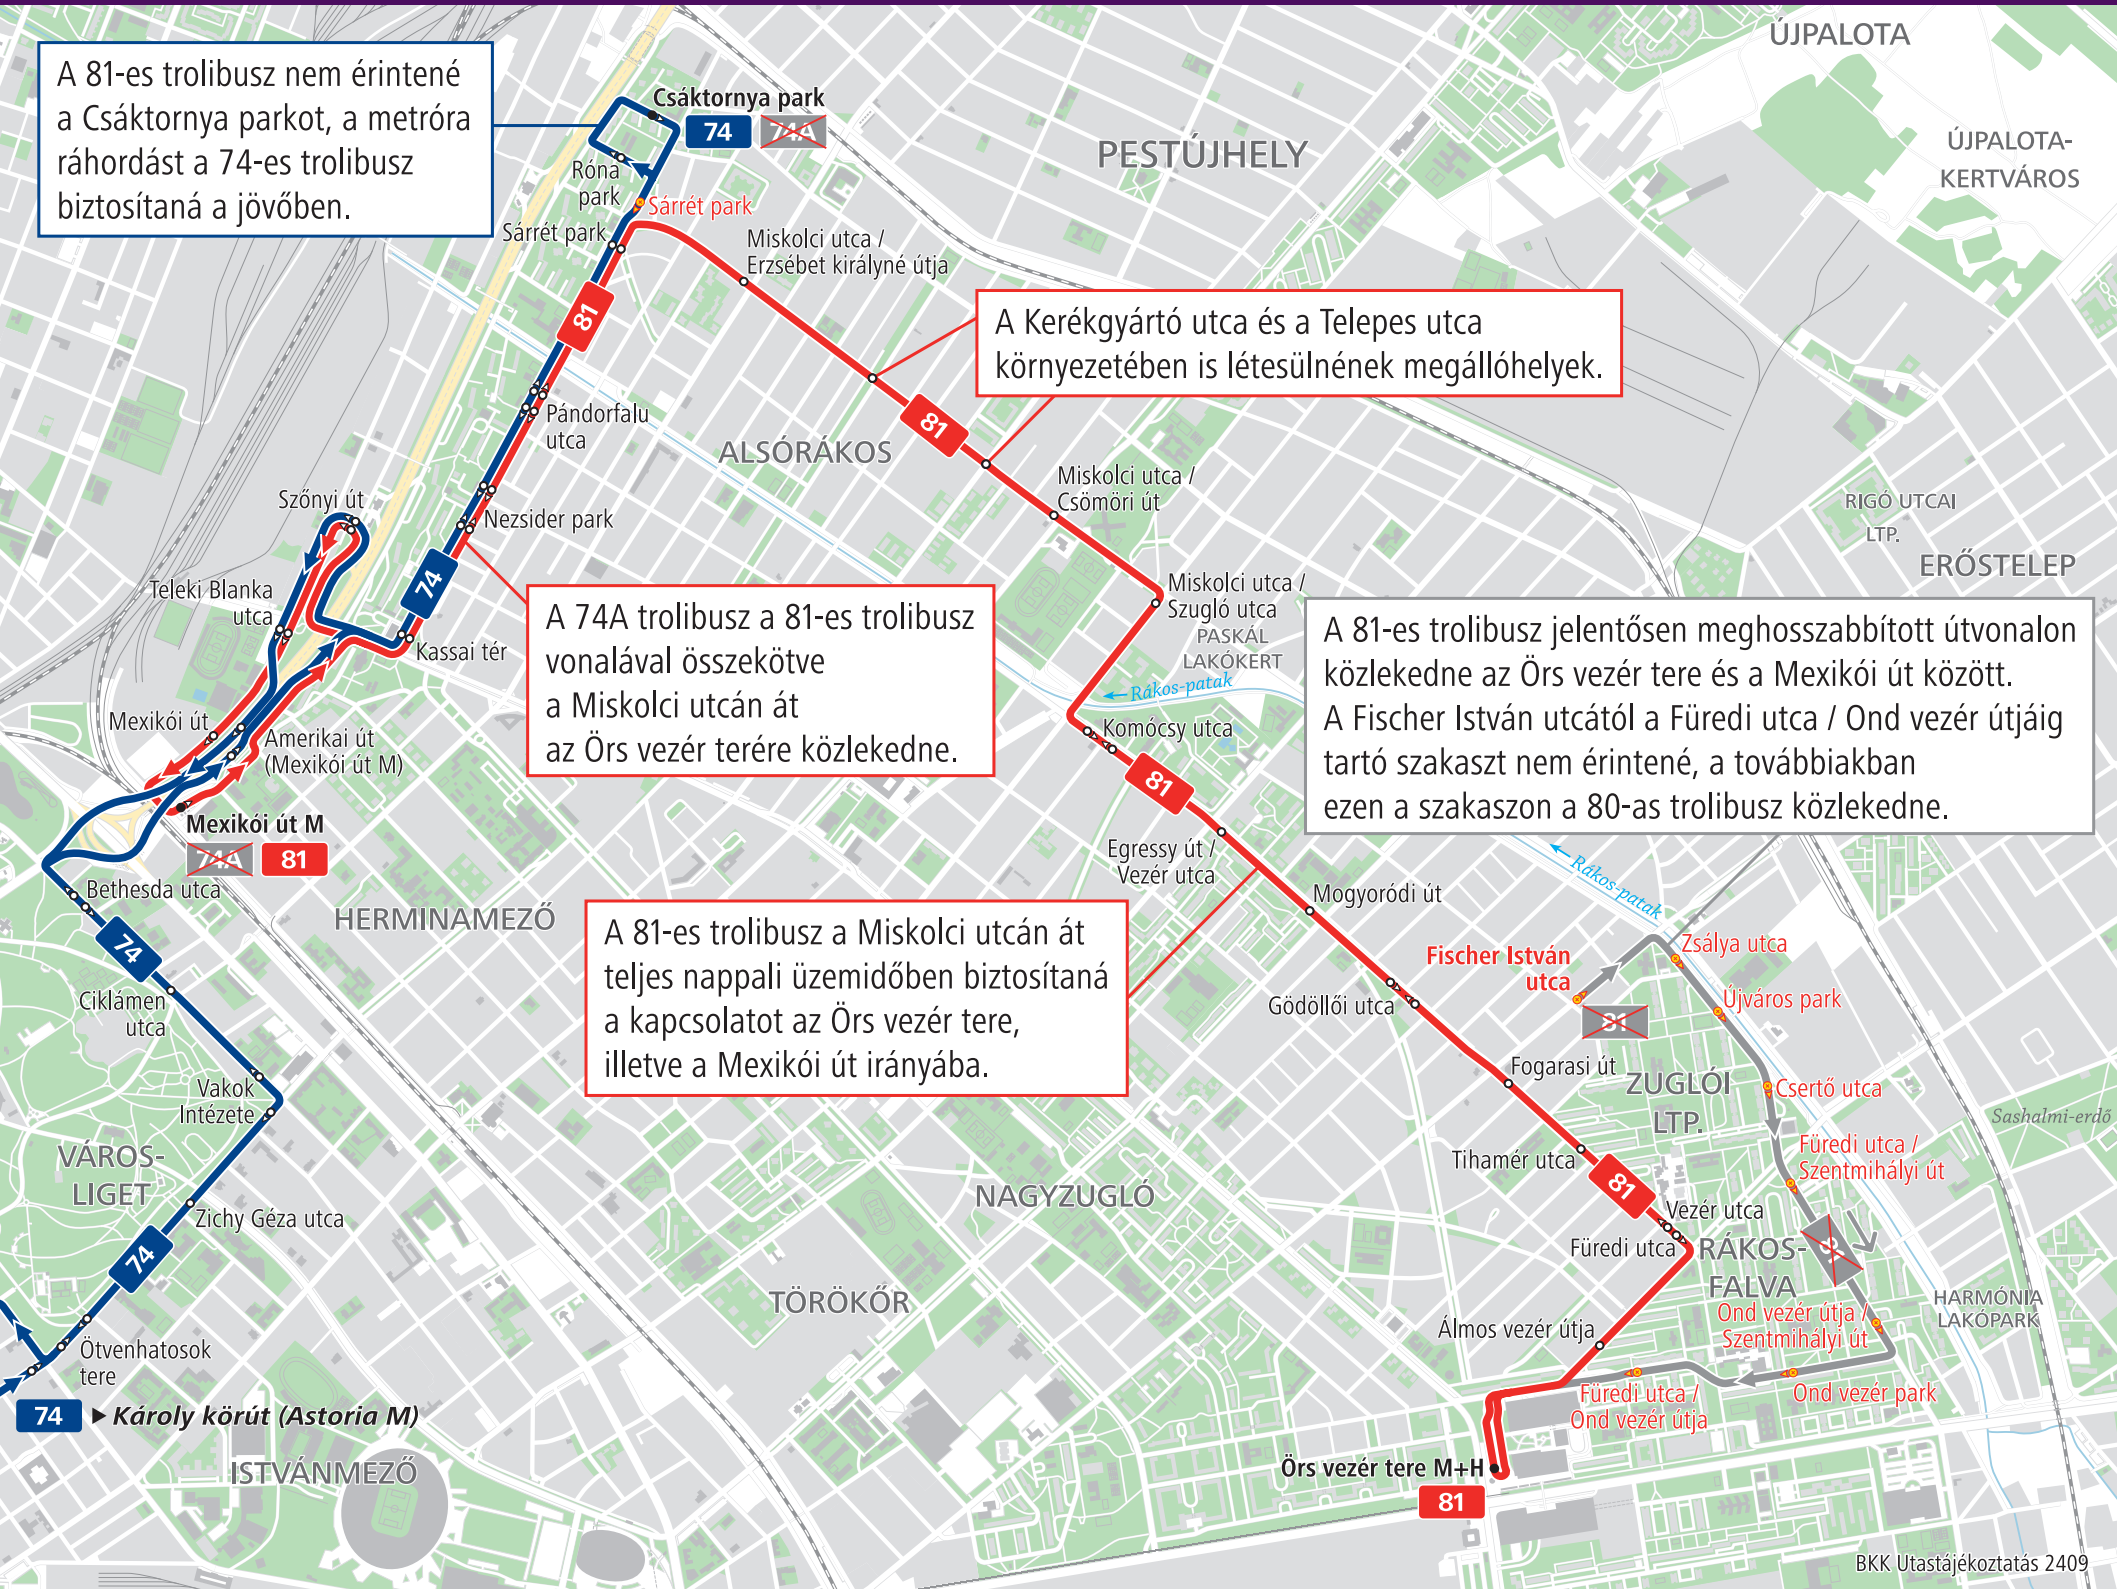 A 81-es trolibusz nem érintené
a Csáktornya parkot, a metróra
ráhordást a 74-es trolibusz
biztosítaná a jövőben.
Csáktornya park
74
74A
Róna
park
Sárrét park
Sárrét park
Miskolci utca /
Erzsébet királyné útja
PESTÚJHELY
ÚJPALOTA
ÚJPALOTA-
KERTVÁROS
81
A Kerékgyártó utca és a Telepes utca
környezetében is létesülnének megállóhelyek.
Pándorfalu
utca
ALSÓRÁKOS
81
Miskolci utca /
Csömöri út
RIGÓ UTCAI
LTP.
ERŐSTELEP
Szőnyi út
Nezsider park
74
Teleki Blanka
utca
Kassai tér
A 74A trolibusz a 81-es trolibusz
vonalával összekötve
a Miskolci utcán át
az Örs vezér terére közlekedne.
Miskolci utca /
Szugló utca
PASKÁL
LAKÓKERT
Rákos-patak
A 81-es trolibusz jelentősen meghosszabbított útvonalon
közlekedne az Örs vezér tere és a Mexikói út között.
A Fischer István utcától a Füredi utca / Ond vezér útjáig
tartó szakaszt nem érintené, a továbbiakban
ezen a szakaszon a 80-as trolibusz közlekedne.
Mexikói út
Amerikai út
(Mexikói út M)
Komócsy utca
81
Mexikói út M
74A
81
Egressy út /
Vezér utca
Rákos-patak
Bethesda utca
HERMINAMEZŐ
Mogyoródi út
74
A 81-es trolibusz a Miskolci utcán át
teljes nappali üzemidőben biztosítaná
a kapcsolatot az Örs vezér tere,
illetve a Mexikói út irányába.
Fischer István
utca
81
Zsálya utca
Újváros park
Ciklámen
utca
Gödöllői utca
Fogarasi út
ZUGLÓI
LTP.
Csertő utca
Sashalmi-erdő
Vakok
Intézete
VÁROS-
LIGET
Tihamér utca
Füredi utca /
Szentmihályi út
81
NAGYZUGLÓ
Zichy Géza utca
Vezér utca
Füredi utca
RÁKOS-
FALVA
74
TÖRÖKŐR
HARMÓNIA
LAKÓPARK
Ond vezér útja /
Szentmihályi út
Álmos vezér útja
Ötvenhatosok
tere
Füredi utca /
Ond vezér útja
Ond vezér park
74
Károly körút (Astoria M)
ISTVÁNMEZŐ
Örs vezér tere M+H
81
BKK Utastájékoztatás 2409